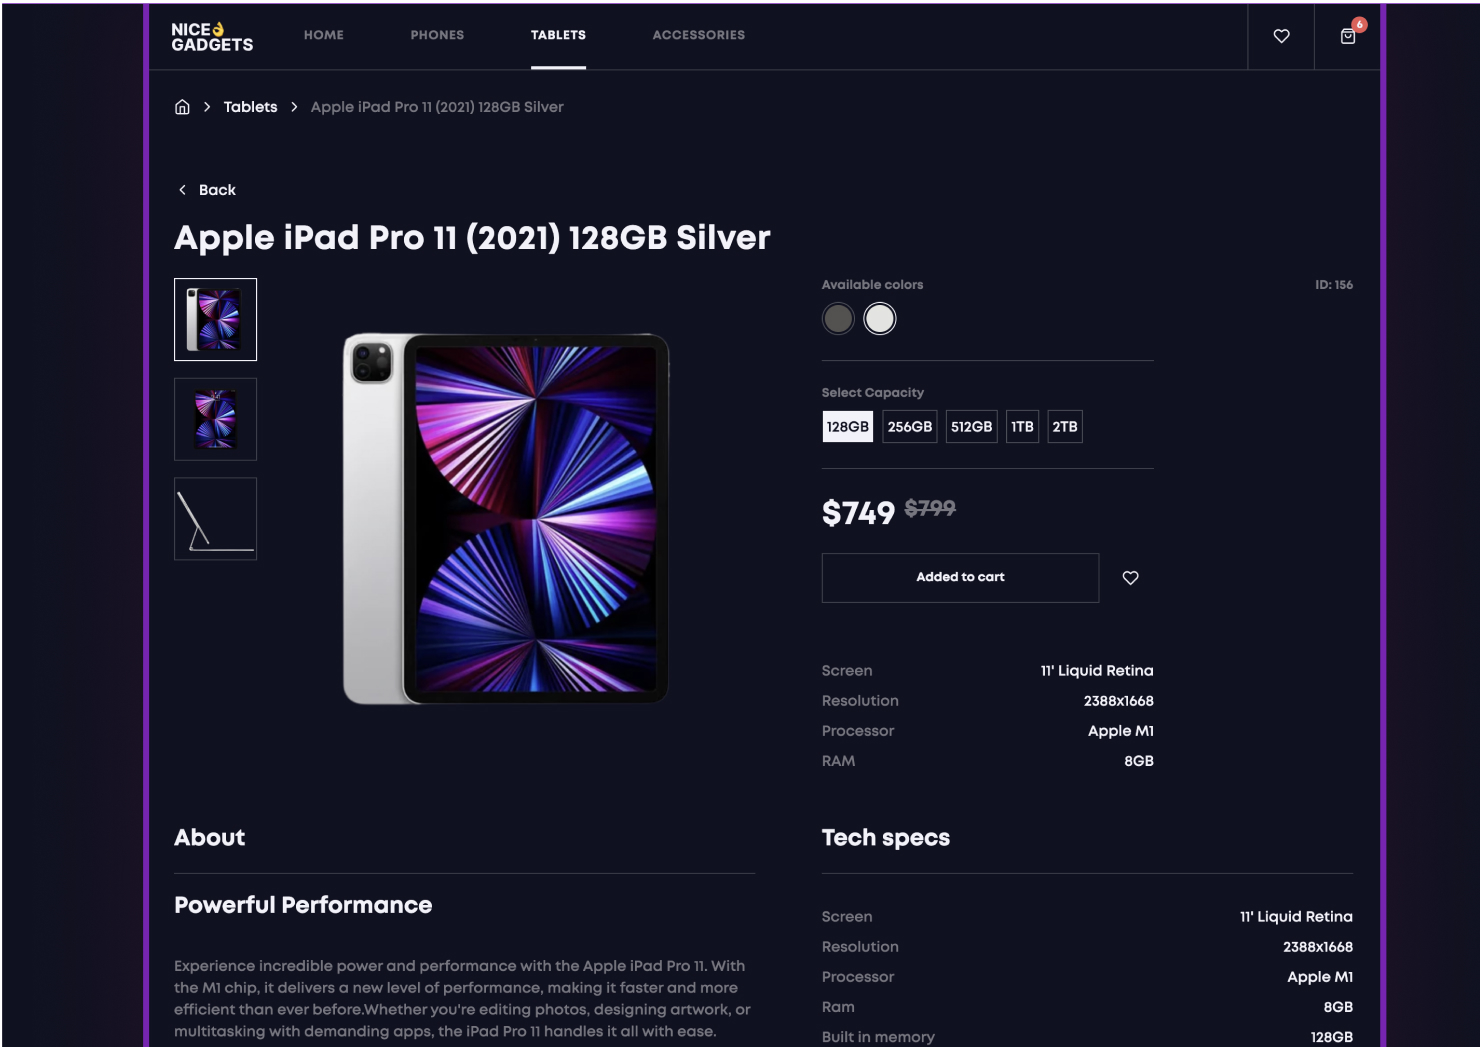 NICE
GADGETS
HOME
PHONES
TABLETS
ACCESSORIES
6
Tablets
Apple iPad Pro 11 (2021) 128GB Silver
Back
Apple iPad Pro 11 (2021) 128GB Silver
Available colors
ID: 156
Select Capacity
128GB
256GB
512GB
1TB
2TB
$749 $799
Added to cart
Screen 11' Liquid Retina
Resolution 2388x1668
Processor Apple M1
RAM 8GB
About
Powerful Performance
Experience incredible power and performance with the Apple iPad Pro 11. With
the M1 chip, it delivers a new level of performance, making it faster and more
efficient than ever before.Whether you're editing photos, designing artwork, or
multitasking with demanding apps, the iPad Pro 11 handles it all with ease.
Tech specs
Screen 11' Liquid Retina
Resolution 2388x1668
Processor Apple M1
Ram 8GB
Built in memory 128GB